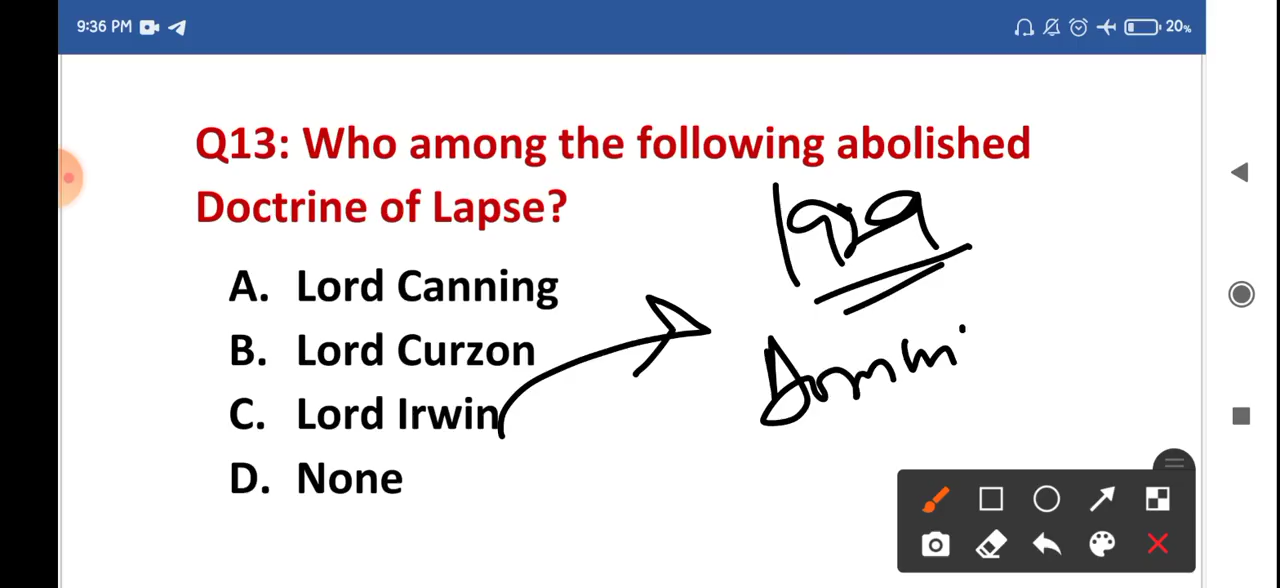 9:36 PM
20%
Q13: Who among the following abolished
Doctrine of Lapse?
1929
A. Lord Canning
B. Lord Curzon
Domini
C. Lord Irwin
D. None